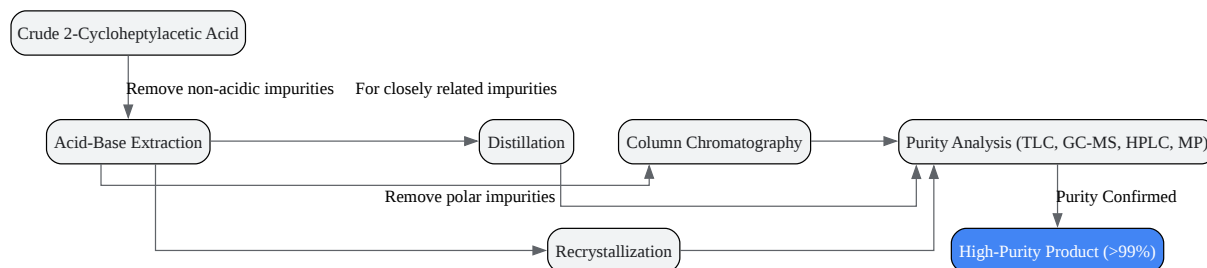 Crude 2-Cycloheptylacetic Acid
Remove non-acidic impurities
For closely related impurities
Acid-Base Extraction
Distillation
Column Chromatography
Purity Analysis (TLC, GC-MS, HPLC, MP)
Remove polar impurities
Purity Confirmed
Recrystallization
High-Purity Product (>99%)